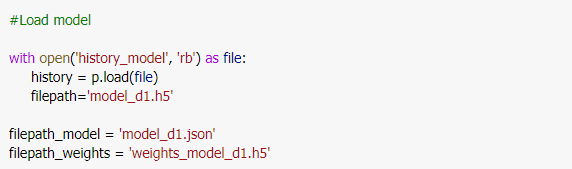 #Load model
with open('history_model', 'rb') as file:
history = p.load(file)
filepath='model_d1.h5'
filepath_model = 'model_d1.json'
filepath_weights = 'weights_model_d1.h5'